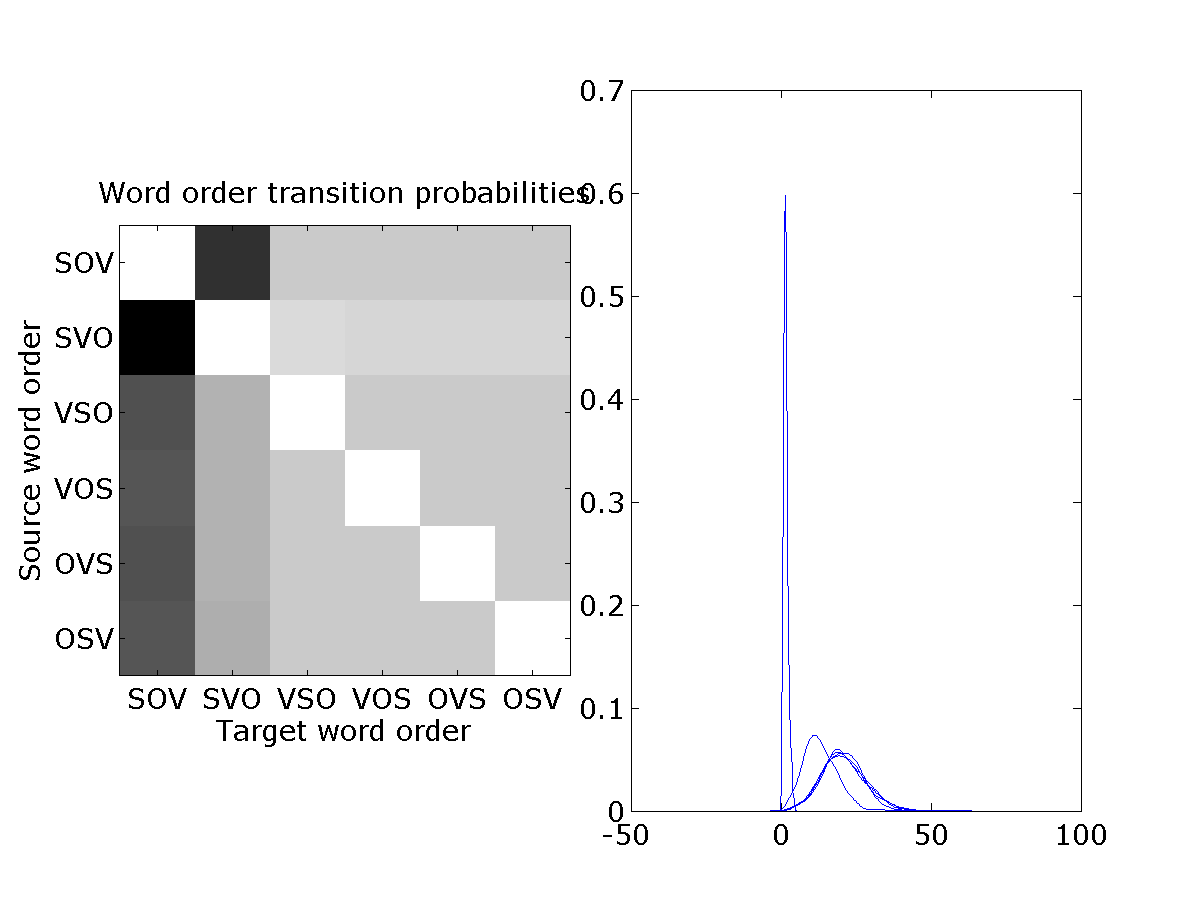 Word order transition probabilities
Source word order
SOV
SVO
VSO
VOS
OVS
OSV
SOV SVO VSO VOS OVS OSV
Target word order
0.7
0.6
0.5
0.4
0.3
0.2
0.1
0
-50 0 50 100